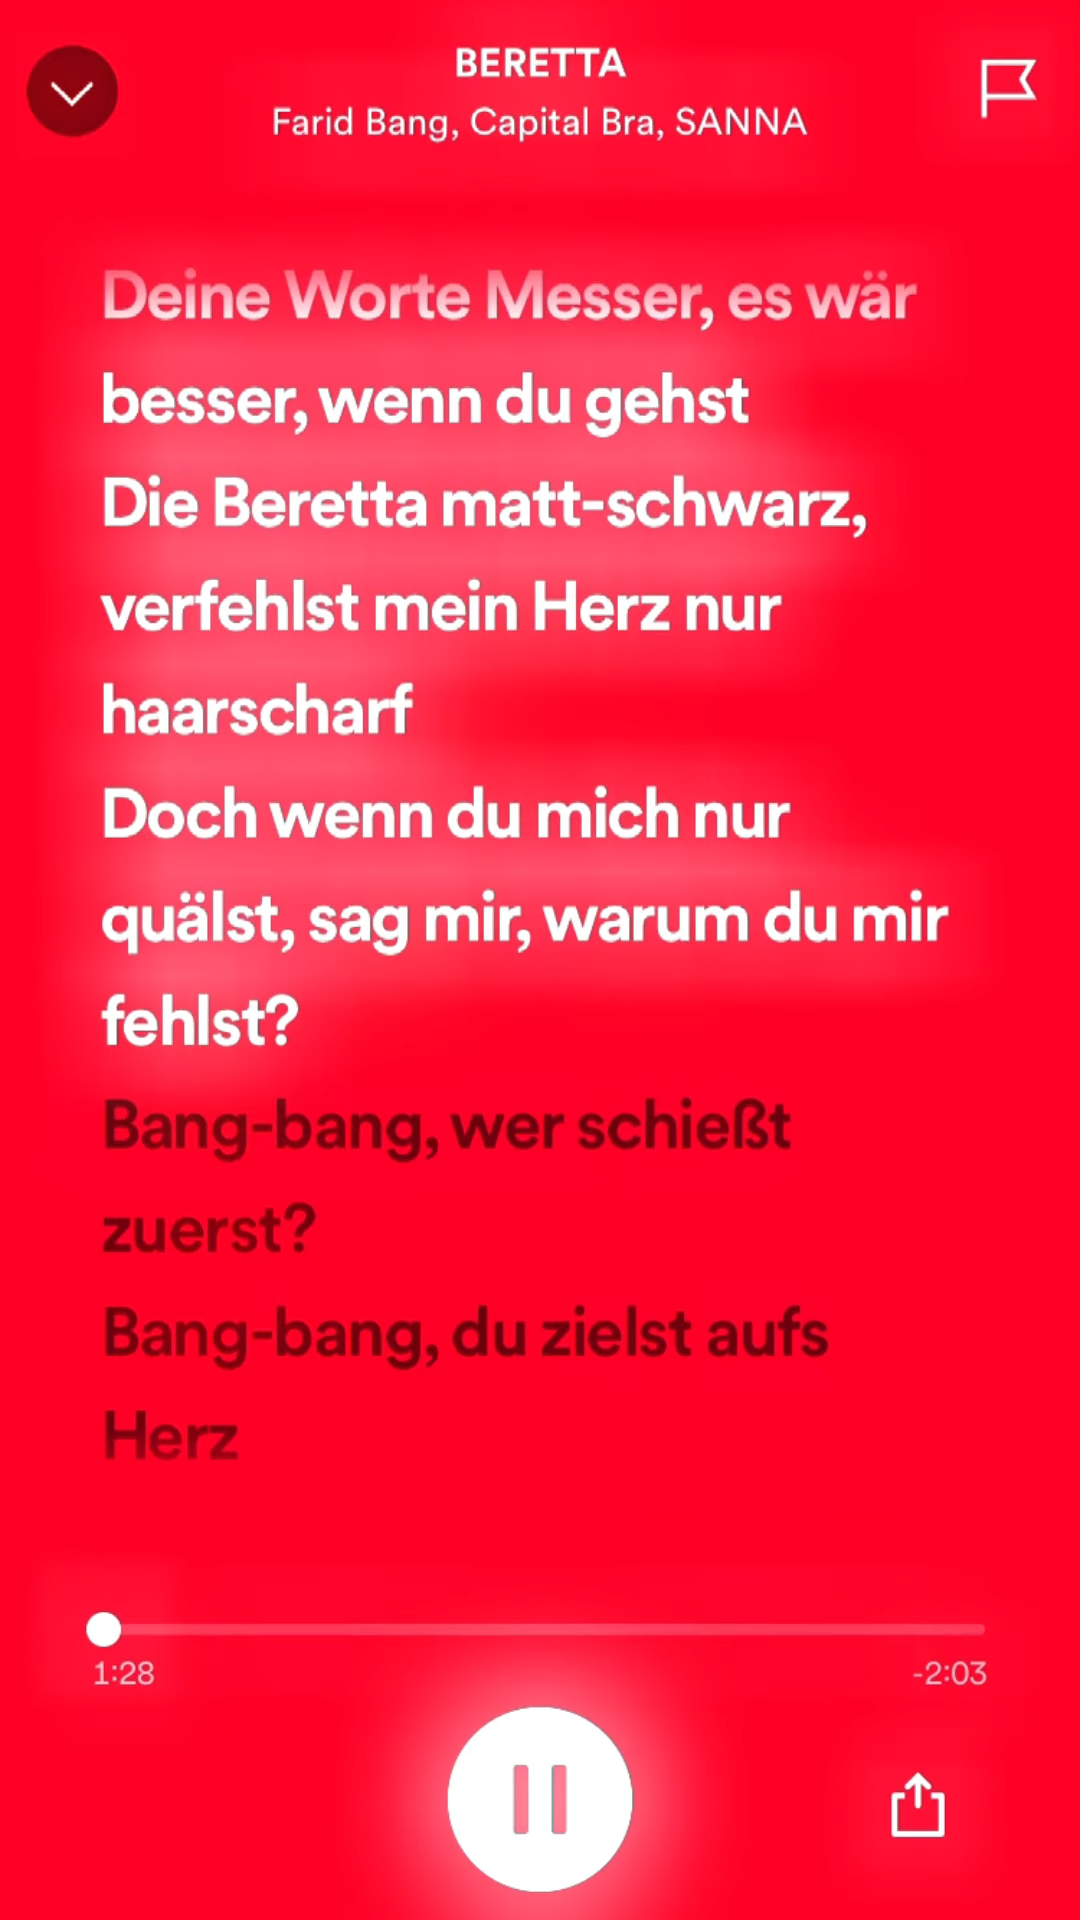 BERETTA
Farid Bang, Capital Bra, SANNA
Deine Worte Messer, es wär
besser, wenn du gehst
Die Beretta matt-schwarz,
verfehlst mein Herz nur
haarscharf
Doch wenn du mich nur
quälst, sag mir, warum du mir
fehlst?
Bang-bang, wer schießt
zuerst?
Bang-bang, du zielst aufs
Herz
1:28
-2:03